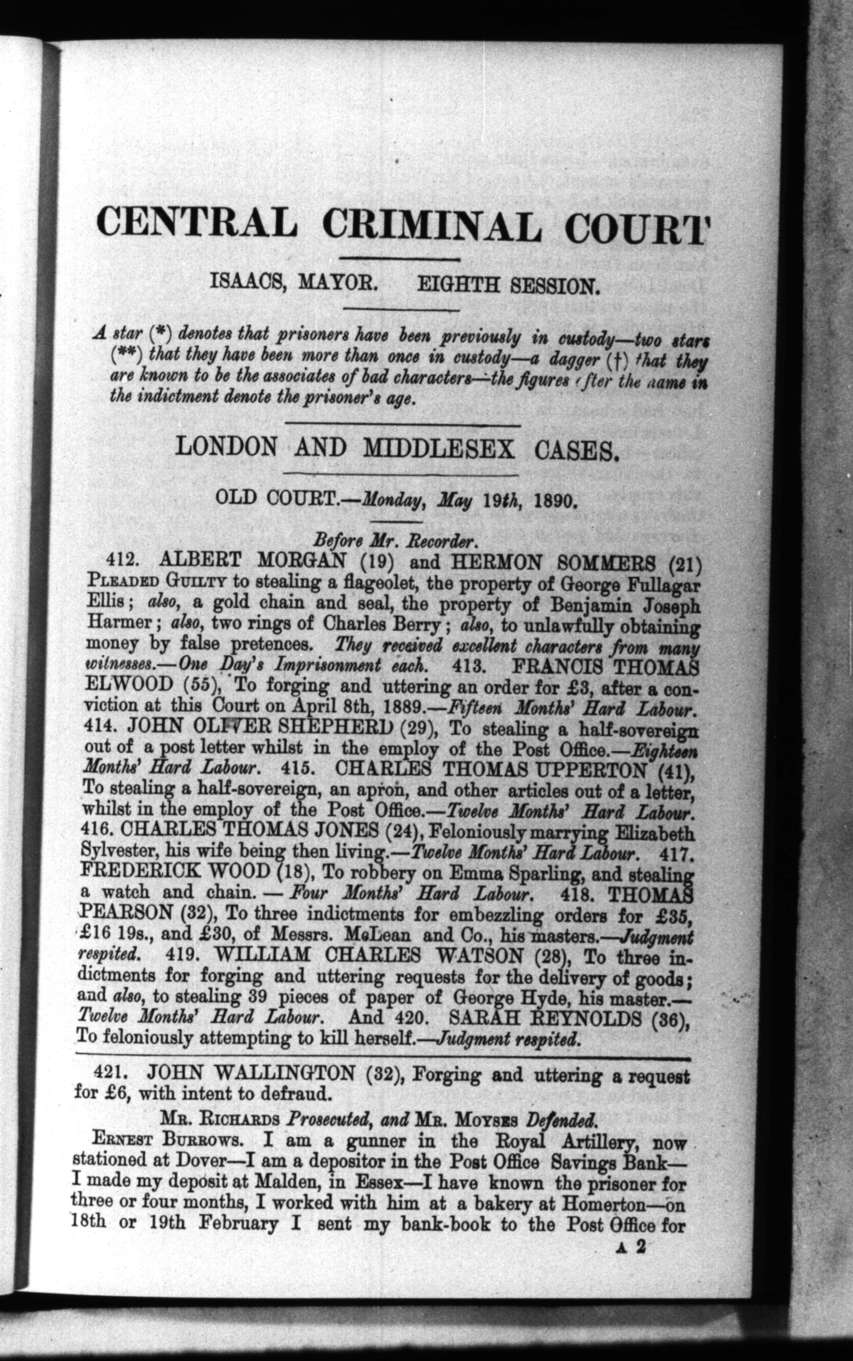 CENTRAL CRIMINAL COURT
ISAACS, MAYOR. EIGHTH SESSION.
A star (*) denotes that prisoners have been previously in custody—two stars
(**) that they have been more than once in custody—a dagger (†) that they
are known to be the associates of bad characters—the figures after the name in
the indictment denote the prisoner's age.
LONDON AND MIDDLESEX CASES.
OLD COURT.—Monday, May 19th, 1890.
Before Mr. Recorder.
412. ALBERT MORGAN (19) and HERMON SOMMERS (21)
PLEADED GUILTY to stealing a flageolet, the property of George Fullagar
Ellis; also, a gold chain and seal, the property of Benjamin Joseph
Harmer; also, two rings of Charles Berry; also, to unlawfully obtaining
money by false pretences. They received excellent characters from many
witnesses.—One Day's Imprisonment each. 413. FRANCIS THOMAS
ELWOOD (55), To forging and uttering an order for £3, after a con-
viction at this Court on April 8th, 1889.—Fifteen Months' Hard Labour.
414. JOHN OLIVER SHEPHERD (29), To stealing a half-sovereign
out of a post letter whilst in the employ of the Post Office.—Eighteen
Months' Hard Labour. 415. CHARLES THOMAS UPPERTON (41),
To stealing a half-sovereign, an apron, and other articles out of a letter,
whilst in the employ of the Post Office.—Twelve Months' Hard Labour.
416. CHARLES THOMAS JONES (24), Feloniously marrying Elizabeth
Sylvester, his wife being then living.—Twelve Months' Hard Labour. 417.
FREDERICK WOOD (18), To robbery on Emma Sparling, and stealing
a watch and chain.—Four Months' Hard Labour. 418. THOMAS
PEARSON (32), To three indictments for embezzling orders for £35,
£16 19s., and £30, of Messrs. McLean and Co., his masters.—Judgment
respited. 419. WILLIAM CHARLES WATSON (28), To three in-
dictments for forging and uttering requests for the delivery of goods;
and also, to stealing 39 pieces of paper of George Hyde, his master.—
Twelve Months' Hard Labour. And 420. SARAH REYNOLDS (36),
To feloniously attempting to kill herself.—Judgment respited.
421. JOHN WALLINGTON (32), Forging and uttering a request
for £6, with intent to defraud.
MR. RICHARDS Prosecuted, and MR. MOYSES Defended.
ERNEST BURROWS. I am a gunner in the Royal Artillery, now
stationed at Dover—I am a depositor in the Post Office Savings Bank—
I made my deposit at Malden, in Essex—I have known the prisoner for
three or four months, I worked with him at a bakery at Homerton—on
18th or 19th February I sent my bank-book to the Post Office for
A 2